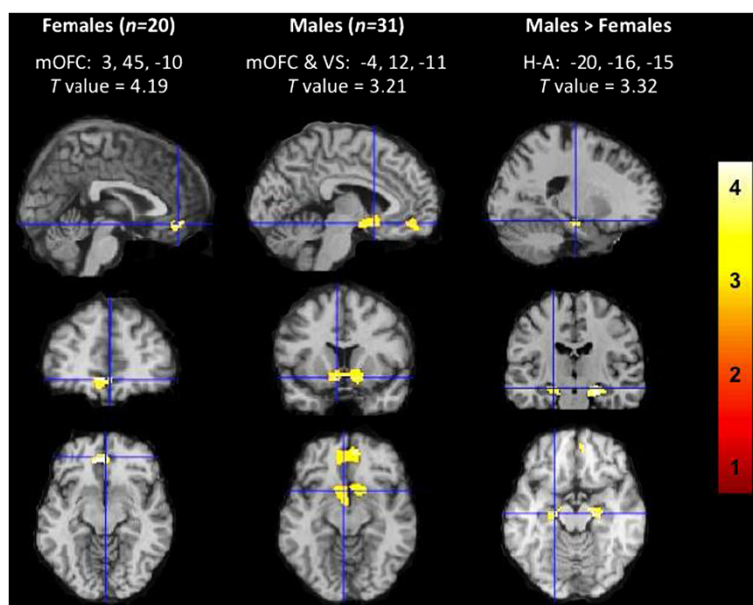 Females (n=20)
mOFC: 3, 45, -10
T value = 4.19
Males (n=31)
mOFC & VS: -4, 12, -11
T value = 3.21
Males > Females
H-A: -20, -16, -15
T value = 3.32
4
3
2
1